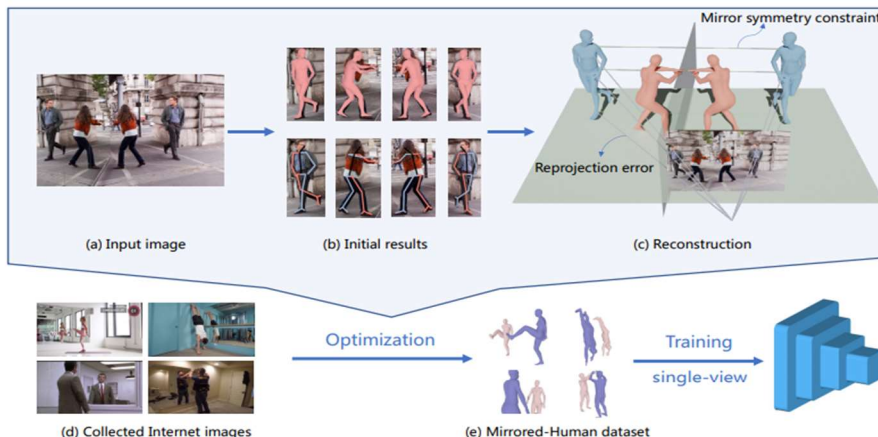 Mirror symmetry constraint
Reprojection error
(a) Input image
(b) Initial results
(c) Reconstruction
Optimization
Training
single-view
(d) Collected Internet images
(e) Mirrored-Human dataset